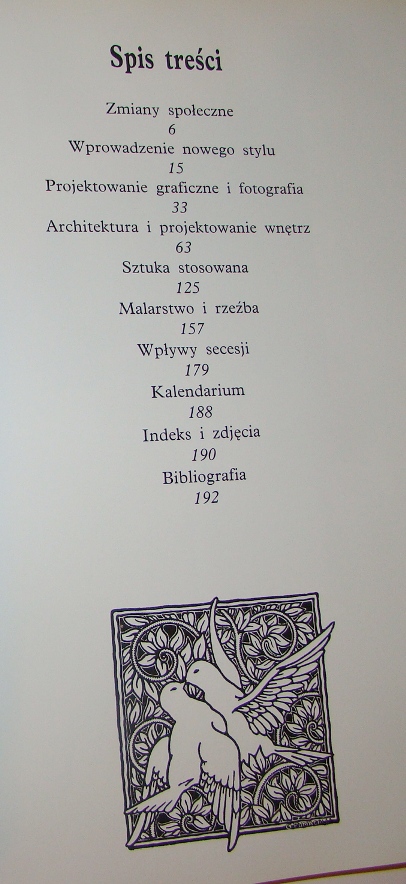 Spis treści
Zmiany społeczne
6
Wprowadzenie nowego stylu
15
Projektowanie graficzne i fotografia
33
Architektura i projektowanie wnętrz
63
Sztuka stosowana
125
Malarstwo i rzeźba
157
Wpływy secesji
179
Kalendarium
188
Indeks i zdjęcia
190
Bibliografia
192